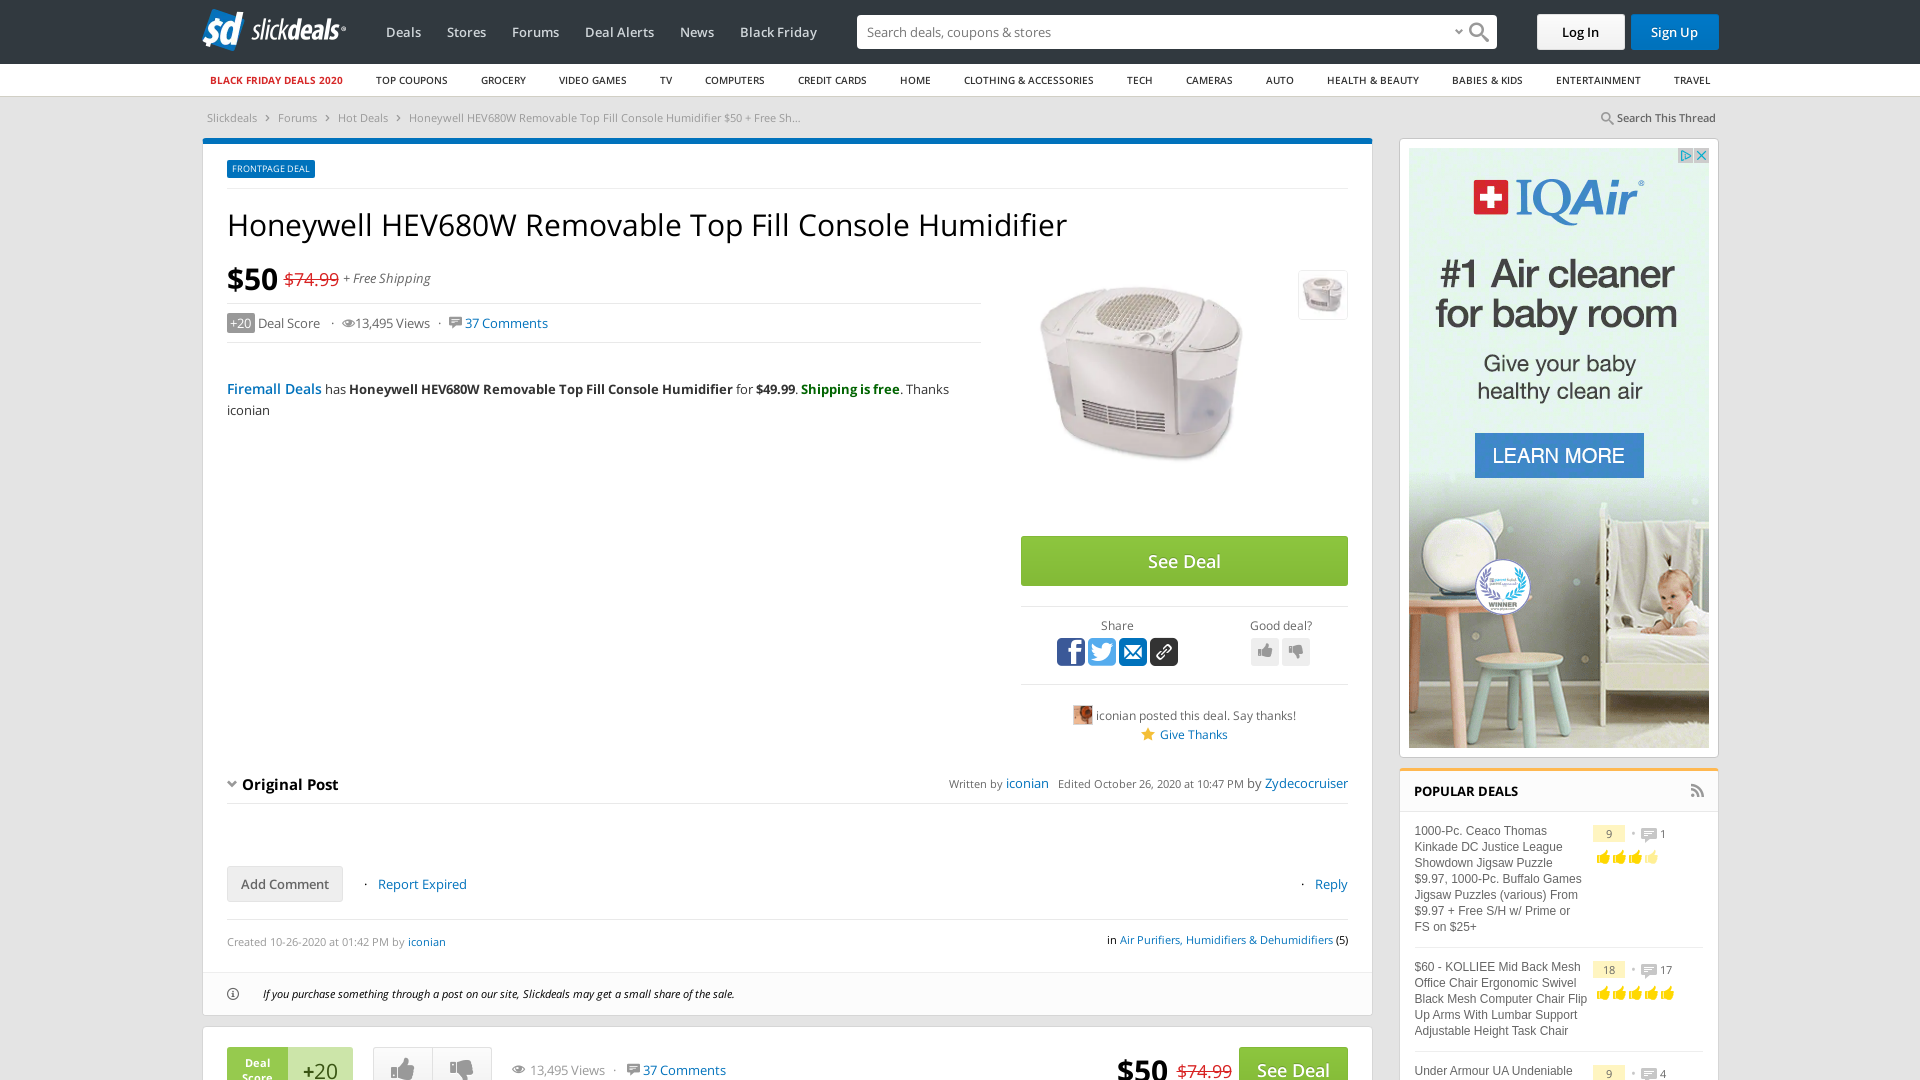 slickdeals
Deals
Stores
Forums
Deal Alerts
News
Black Friday
Search deals, coupons & stores
Log In
Sign Up
BLACK FRIDAY DEALS 2020
TOP COUPONS
GROCERY
VIDEO GAMES
TV
COMPUTERS
CREDIT CARDS
HOME
CLOTHING & ACCESSORIES
TECH
CAMERAS
AUTO
HEALTH & BEAUTY
BABIES & KIDS
ENTERTAINMENT
TRAVEL
Slickdeals > Forums > Hot Deals > Honeywell HEV680W Removable Top Fill Console Humidifier $50 + Free Sh...
Search This Thread
FRONTPAGE DEAL
Honeywell HEV680W Removable Top Fill Console Humidifier
$50 $74.99 + Free Shipping
+20 Deal Score · 13,495 Views · 37 Comments
Firemall Deals has Honeywell HEV680W Removable Top Fill Console Humidifier for $49.99. Shipping is free. Thanks
iconian
See Deal
Share
Good deal?
iconian posted this deal. Say thanks!
Give Thanks
Original Post
Written by iconian Edited October 26, 2020 at 10:47 PM by Zydecocruiser
Add Comment
· Report Expired
· Reply
Created 10-26-2020 at 01:42 PM by iconian
in Air Purifiers, Humidifiers & Dehumidifiers (5)
If you purchase something through a post on our site, Slickdeals may get a small share of the sale.
Deal
Score
+20
13,495 Views · 37 Comments
$50 $74.99
See Deal
IQAir
#1 Air cleaner
for baby room
Give your baby
healthy clean air
LEARN MORE
WINNER
POPULAR DEALS
1000-Pc. Ceaco Thomas
Kinkade DC Justice League
Showdown Jigsaw Puzzle
$9.97, 1000-Pc. Buffalo Games
Jigsaw Puzzles (various) From
$9.97 + Free S/H w/ Prime or
FS on $25+
9 • 1
$60 - KOLLIEE Mid Back Mesh
Office Chair Ergonomic Swivel
Black Mesh Computer Chair Flip
Up Arms With Lumbar Support
Adjustable Height Task Chair
18 • 17
Under Armour UA Undeniable
9 • 4